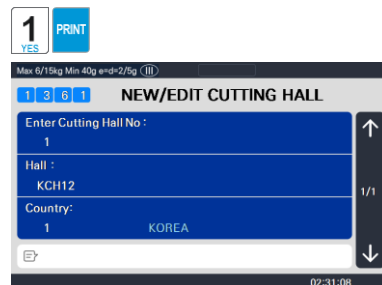 1
YES
PRINT
Max 6/15kg Min 40g e=d=2/5g (III)
1 3 6 1 NEW/EDIT CUTTING HALL
Enter Cutting Hall No :
1
Hall :
KCH12
1/1
Country:
1 KOREA
02:31:08